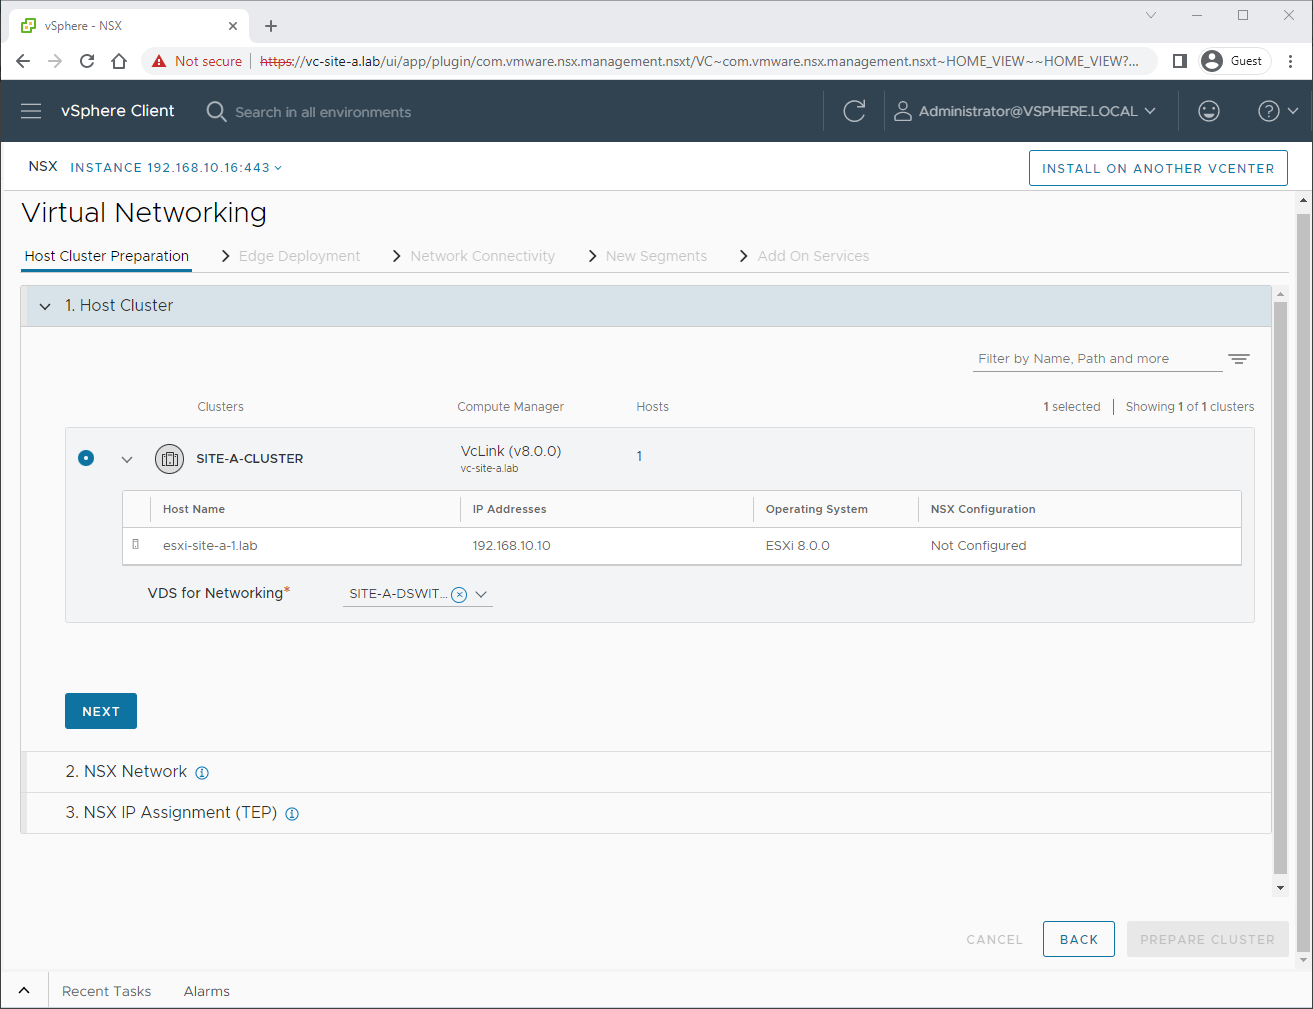 vSphere - NSX
Not secure https://vc-site-a.lab/ui/app/plugin/com.vmware.nsx.management.nsxt/VC~com.vmware.nsx.management.nsxt~HOME_VIEW~~HOME_VIEW?... Guest
vSphere Client Search in all environments Administrator@VSPHERE.LOCAL
NSX INSTANCE 192.168.10.16:443 INSTALL ON ANOTHER VCENTER
Virtual Networking
Host Cluster Preparation Edge Deployment Network Connectivity New Segments Add On Services
1. Host Cluster
Filter by Name, Path and more
Clusters Compute Manager Hosts 1 selected Showing 1 of 1 clusters
SITE-A-CLUSTER VcLink (v8.0.0) 1
vc-site-a.lab
Host Name IP Addresses Operating System NSX Configuration
esxi-site-a-1.lab 192.168.10.10 ESXi 8.0.0 Not Configured
VDS for Networking* SITE-A-DSWIT...
NEXT
2. NSX Network
3. NSX IP Assignment (TEP)
CANCEL BACK PREPARE CLUSTER
Recent Tasks Alarms